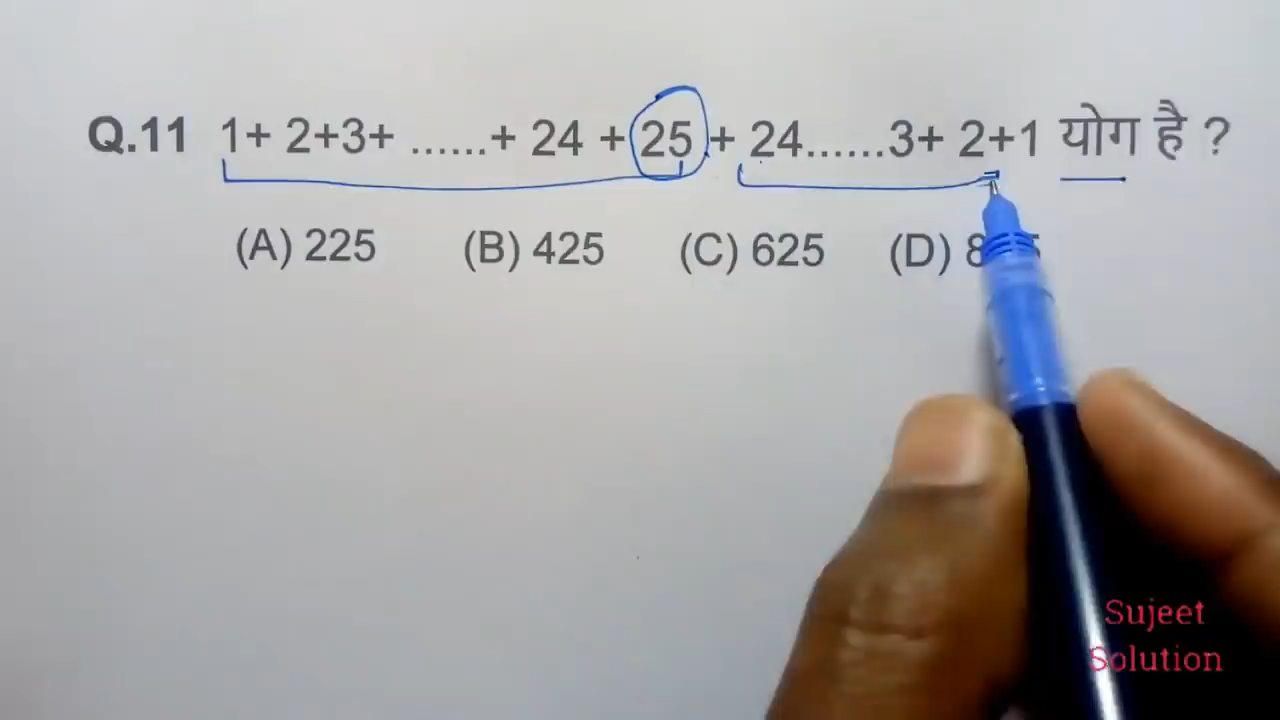 Q.11 1+ 2+3+ ......+ 24 + 25 + 24......3+ 2+1 योग है ?
(A) 225 (B) 425 (C) 625 (D)
Sujeet
Solution